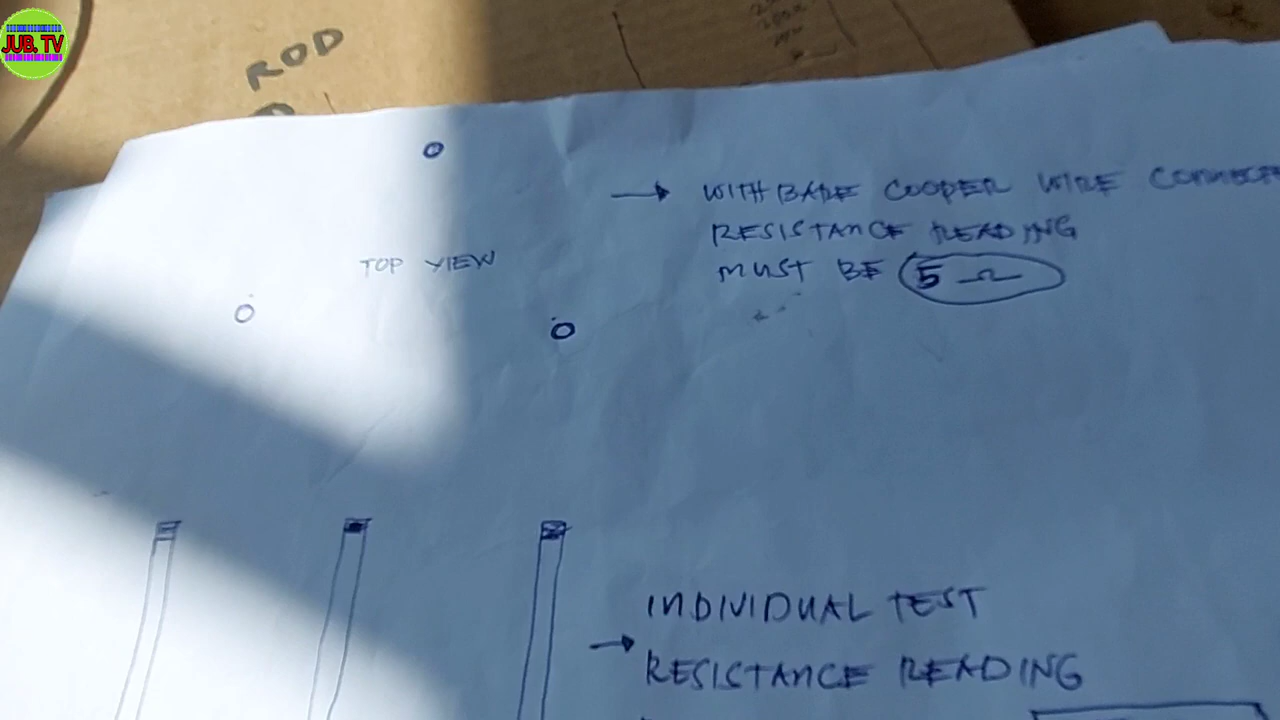 JUB.TV
ROD
TOP VIEW
→ WITH BARE COOPER WIRE
RESISTANCE READING
MUST BE 5 Ω
INDIVIDUAL TEST
→ RESISTANCE READING